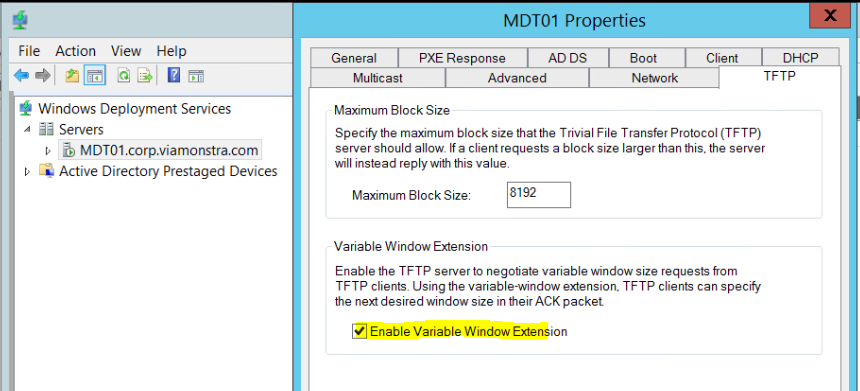 MDT01 Properties
X
File Action View Help
Windows Deployment Services
Servers
MDT01.corp.viamonstra.com
Active Directory Prestaged Devices
General PXE Response AD DS Boot Client DHCP
Multicast Advanced Network TFTP
Maximum Block Size
Specify the maximum block size that the Trivial File Transfer Protocol (TFTP)
server should allow. If a client requests a block size larger than this, the server
will instead reply with this value.
Maximum Block Size: 8192
Variable Window Extension
Enable the TFTP server to negotiate variable window size requests from
TFTP clients. Using the variable-window extension, TFTP clients can specify
the next desired window size in their ACK packet.
Enable Variable Window Extension